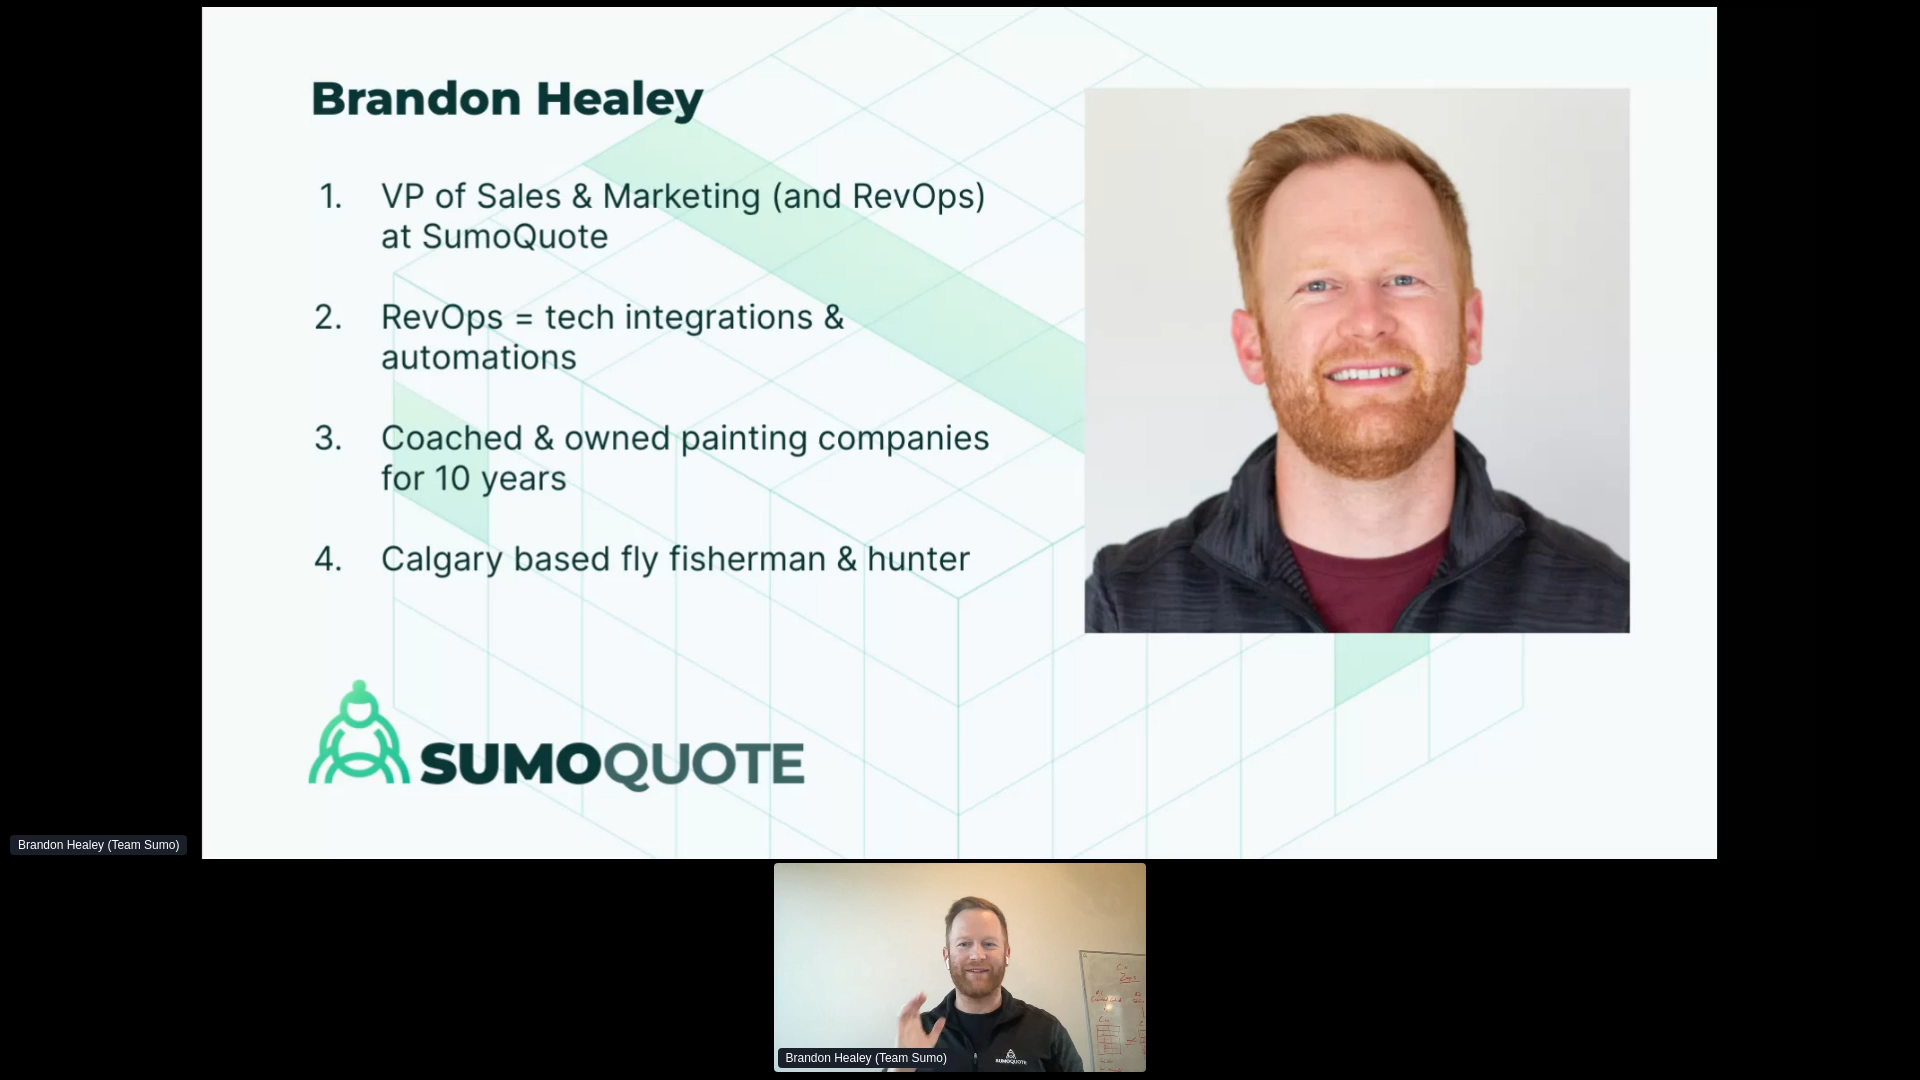 Brandon Healey
1. VP of Sales & Marketing (and RevOps)
at SumoQuote
2. RevOps = tech integrations &
automations
3. Coached & owned painting companies
for 10 years
4. Calgary based fly fisherman & hunter
SUMOQUOTE
Brandon Healey (Team Sumo)
SUMOQUOTE
Brandon Healey (Team Sumo)